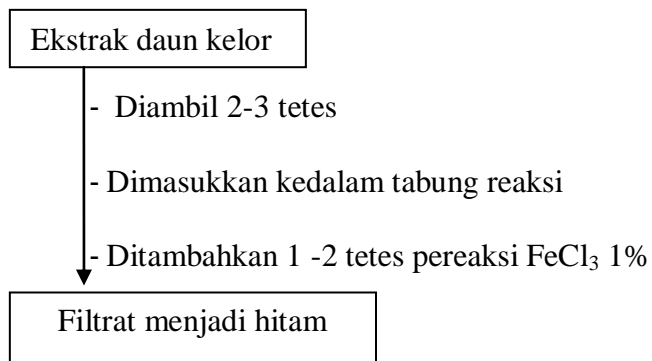 Ekstrak daun kelor
- Diambil 2-3 tetes
- Dimasukkan kedalam tabung reaksi
- Ditambahkan 1 -2 tetes pereaksi FeCl₃ 1%
Filtrat menjadi hitam